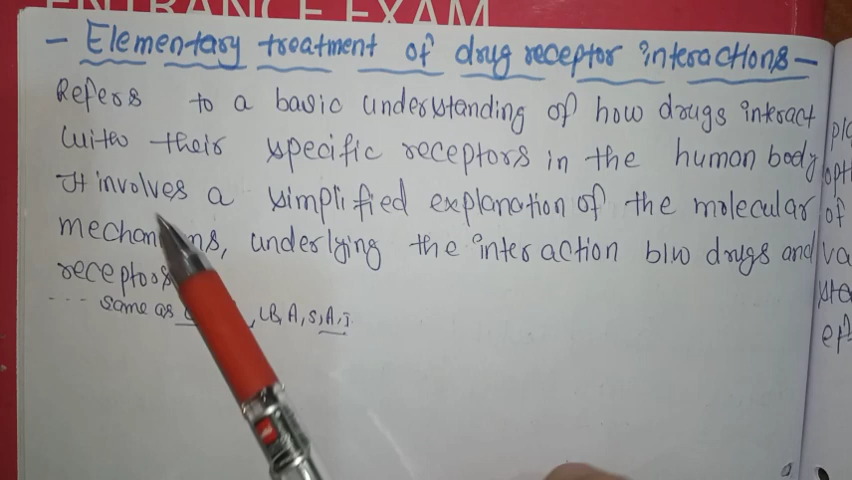 ENTRANCE EXAM
- Elementary treatment of drug receptor interactions -
Refers to a basic understanding of how drugs interact
with their specific receptors in the human body
It involves a simplified explanation of the molecular
mechanisms, underlying the interaction b/w drugs and
receptors
.... same as